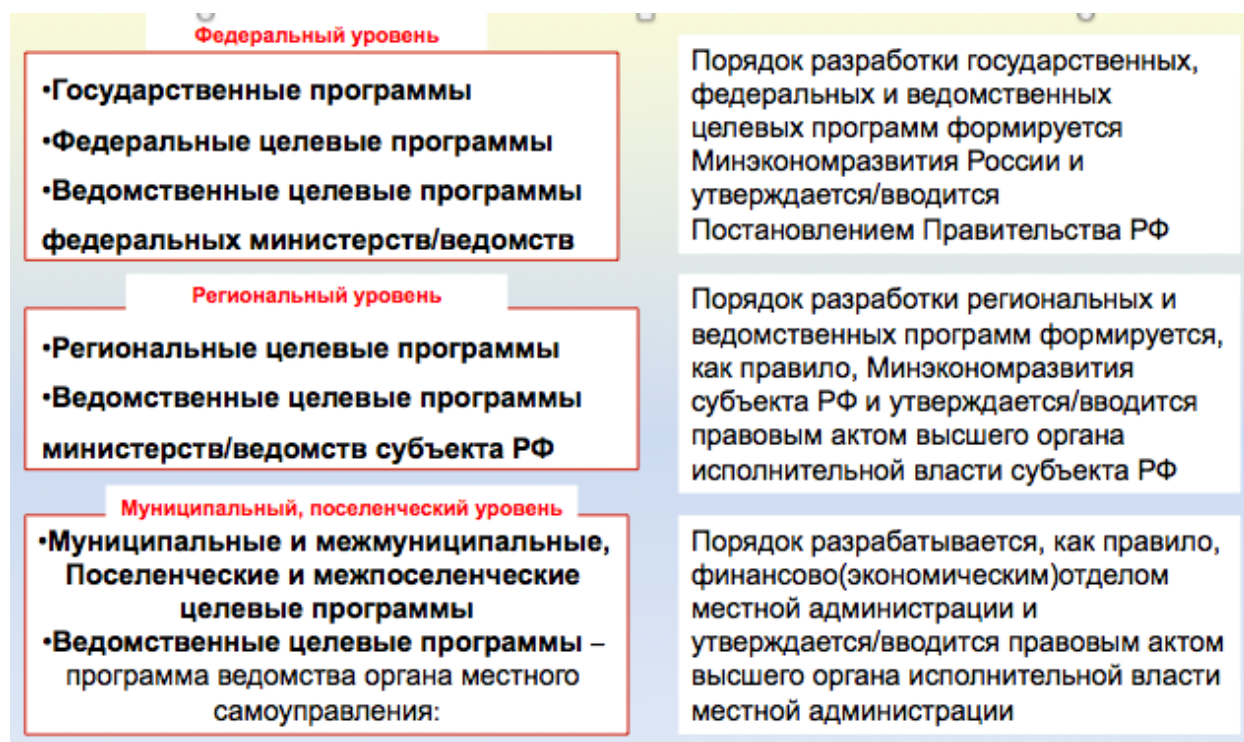 Федеральный уровень
•Государственные программы
•Федеральные целевые программы
•Ведомственные целевые программы
федеральных министерств/ведомств
Порядок разработки государственных,
федеральных и ведомственных
целевых программ формируется
Минэкономразвития России и
утверждается/вводится
Постановлением Правительства РФ
Региональный уровень
•Региональные целевые программы
•Ведомственные целевые программы
министерств/ведомств субъекта РФ
Порядок разработки региональных и
ведомственных программ формируется,
как правило, Минэкономразвития
субъекта РФ и утверждается/вводится
правовым актом высшего органа
исполнительной власти субъекта РФ
Муниципальный, поселенческий уровень
•Муниципальные и межмуниципальные,
Поселенческие и межпоселенческие
целевые программы
•Ведомственные целевые программы –
программа ведомства органа местного
самоуправления:
Порядок разрабатывается, как правило,
финансово(экономическим)отделом
местной администрации и
утверждается/вводится правовым актом
высшего органа исполнительной власти
местной администрации